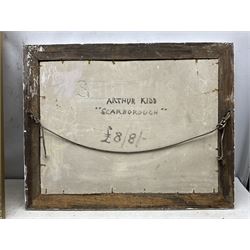 ARTHUR KIDD
"SCARBOROUGH"
£8/8/-